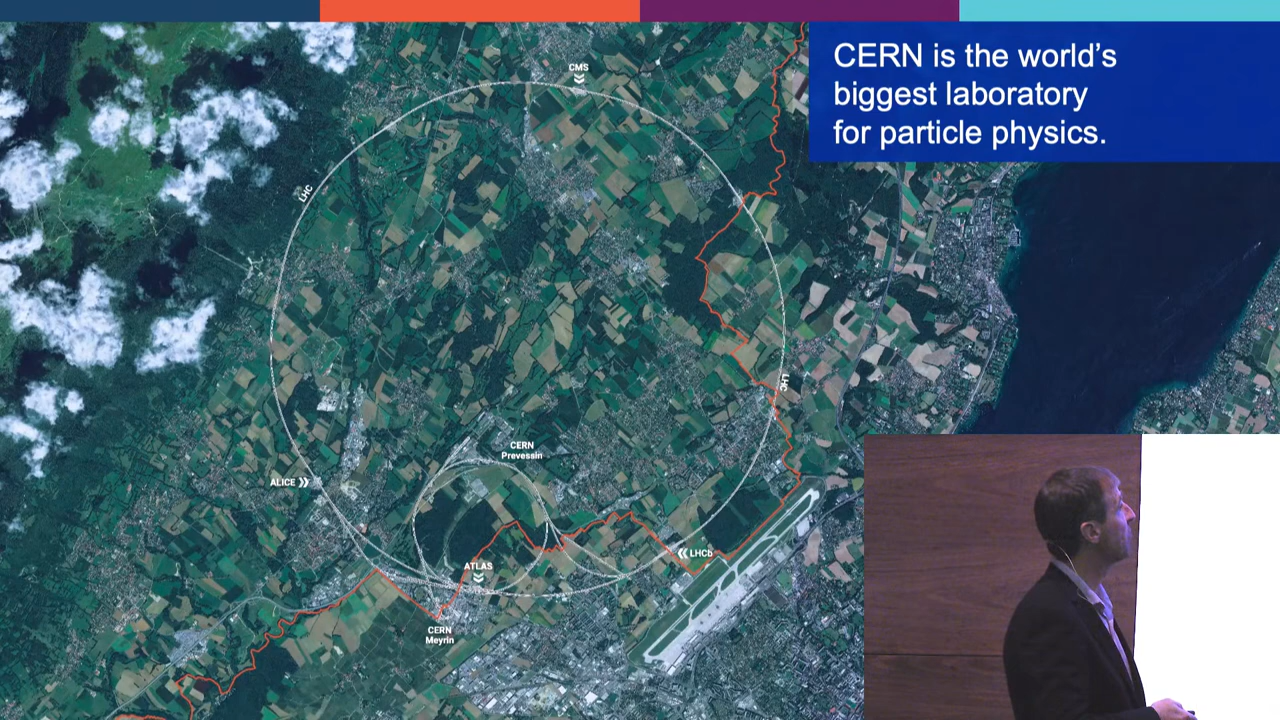 CERN is the world's
biggest laboratory
for particle physics.
CMS
LHC
LHC
CERN
Prevessin
ALICE
LHCb
ATLAS
CERN
Meyrin